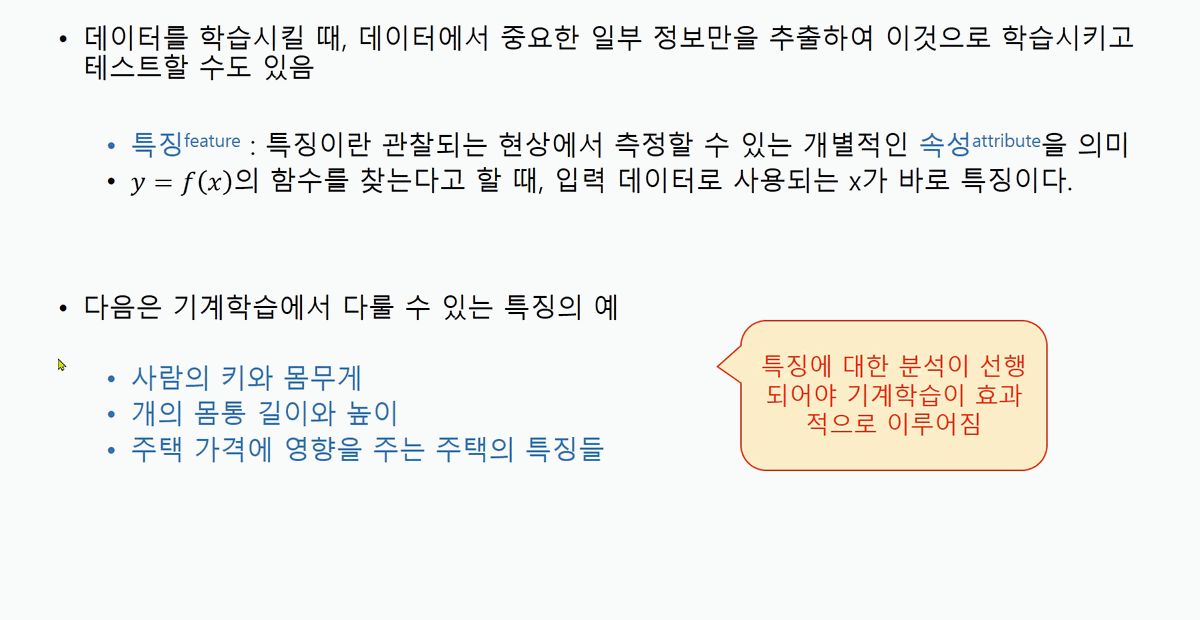 • 데이터를 학습시킬 때, 데이터에서 중요한 일부 정보만을 추출하여 이것으로 학습시키고
테스트할 수도 있음
• 특징feature : 특징이란 관찰되는 현상에서 측정할 수 있는 개별적인 속성attribute을 의미
• y = f(x)의 함수를 찾는다고 할 때, 입력 데이터로 사용되는 x가 바로 특징이다.
• 다음은 기계학습에서 다룰 수 있는 특징의 예
• 사람의 키와 몸무게
• 개의 몸통 길이와 높이
• 주택 가격에 영향을 주는 주택의 특징들
특징에 대한 분석이 선행
되어야 기계학습이 효과
적으로 이루어짐